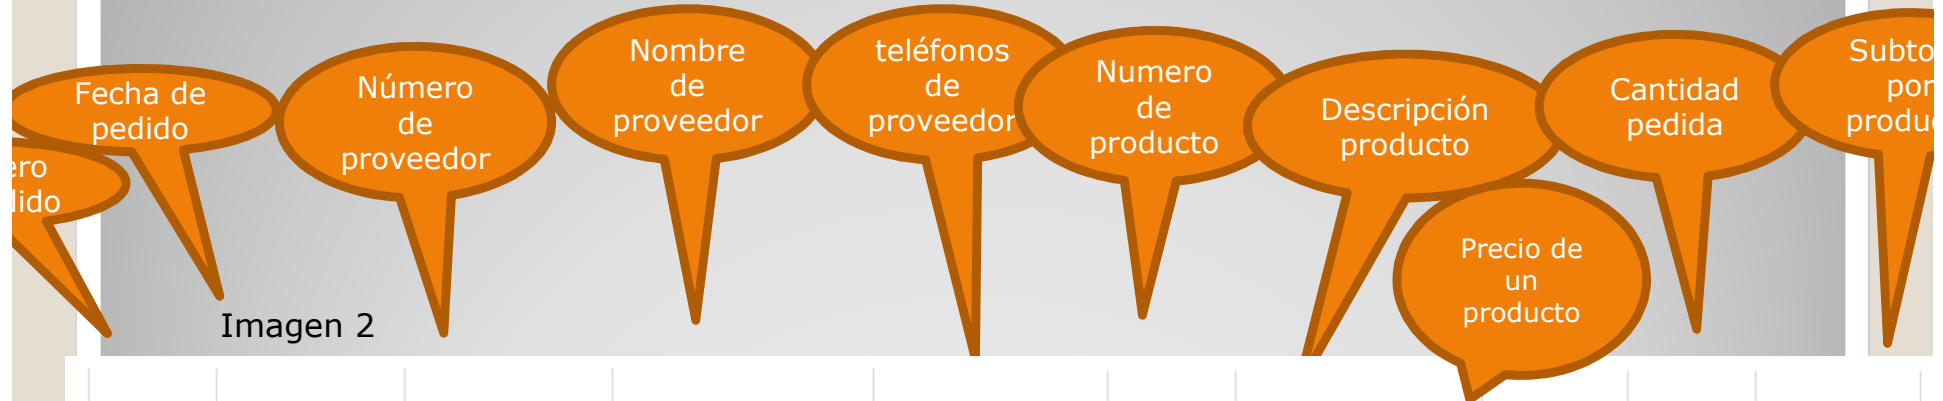 Fecha de
pedido
Número
de
proveedor
Nombre
de
proveedor
teléfonos
de
proveedor
Numero
de
producto
Descripción
producto
Precio de
un
producto
Cantidad
pedida
por
Imagen 2